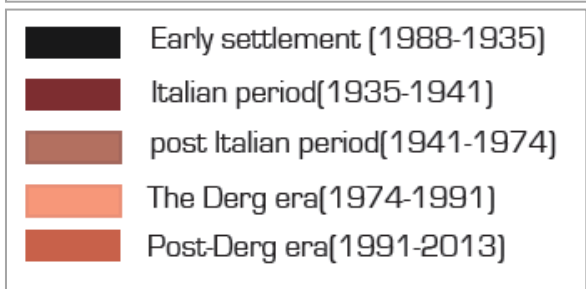 Early settlement (1988-1935)
Italian period(1935-1941)
post Italian period(1941-1974)
The Derg era(1974-1991)
Post-Derg era(1991-2013)